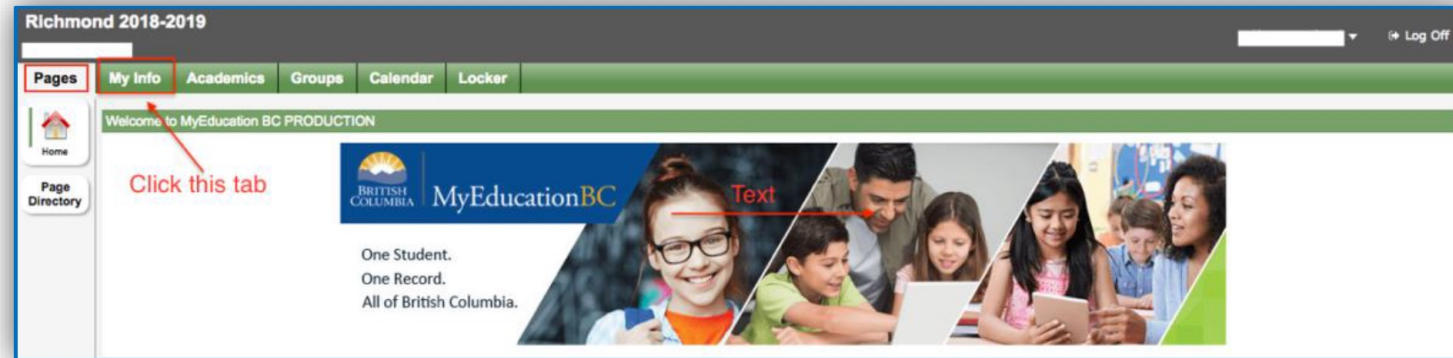 Richmond 2018-2019
Log Off
Pages My Info Academics Groups Calendar Locker
Welcome to MyEducation BC PRODUCTION
Home
Page
Directory
Click this tab
BRITISH
COLUMBIA
MyEducationBC
Text
One Student.
One Record.
All of British Columbia.